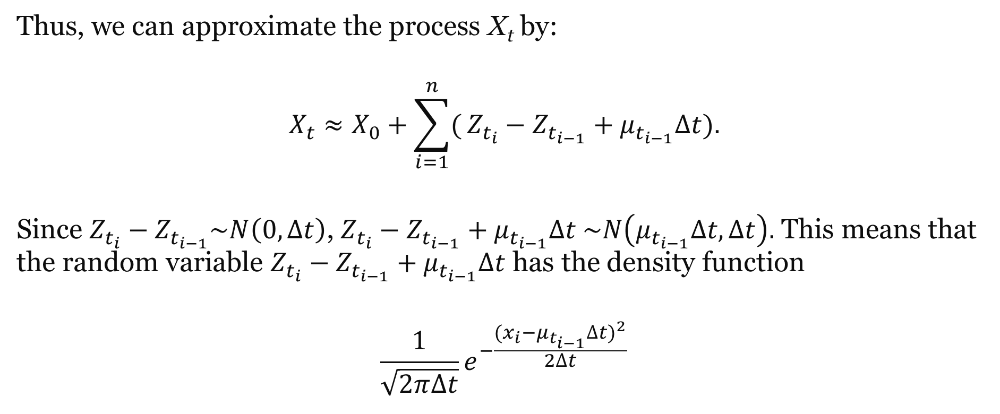 Thus, we can approximate the process $X_t$ by:
$X_t \approx X_0 + \sum_{i=1}^{n} ( Z_{t_i} - Z_{t_{i-1}} + \mu_{t_{i-1}} \Delta t).$
Since $Z_{t_i} - Z_{t_{i-1}} \sim N(0, \Delta t)$, $Z_{t_i} - Z_{t_{i-1}} + \mu_{t_{i-1}} \Delta t \sim N(\mu_{t_{i-1}} \Delta t, \Delta t)$. This means that
the random variable $Z_{t_i} - Z_{t_{i-1}} + \mu_{t_{i-1}} \Delta t$ has the density function
$\frac{1}{\sqrt{2\pi\Delta t}} e^{-\frac{(x_i - \mu_{t_{i-1}} \Delta t)^2}{2\Delta t}}$